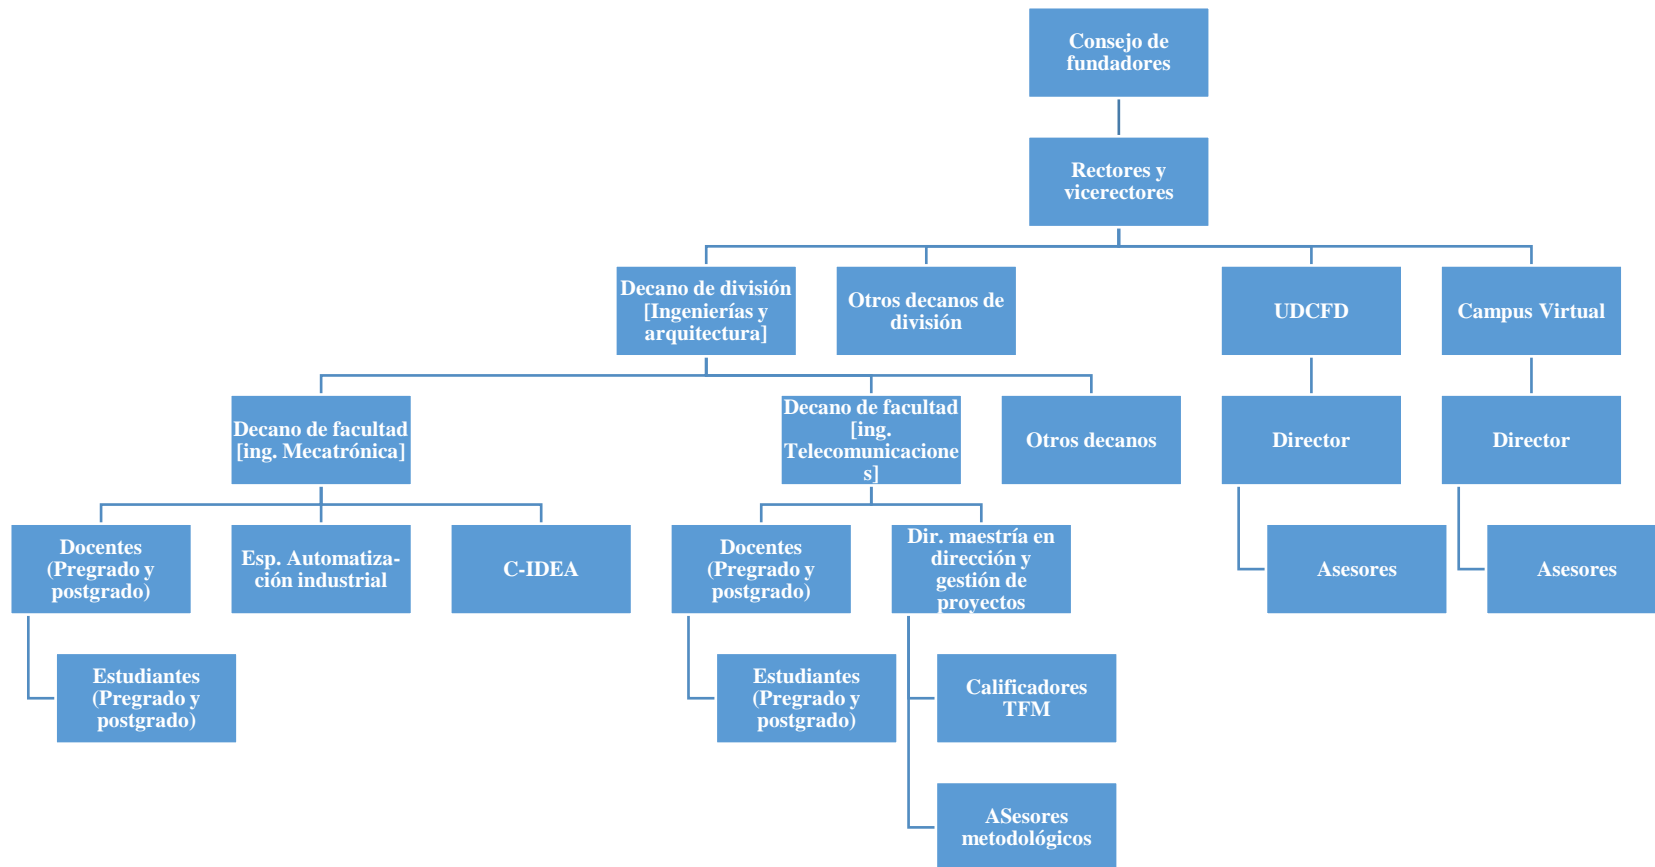 Consejo de
fundadores
Rectores y
vicerectores
Decano de división
[Ingenierías y
arquitectura]
Otros decanos de
división
UDCFD
Campus Virtual
Decano de facultad
[ing. Mecatrónica]
Decano de facultad
[ing.
Telecomunicacione
s]
Otros decanos
Director
Director
Docentes
(Pregrado y
postgrado)
Esp. Automatiza-
ción industrial
C-IDEA
Docentes
(Pregrado y
postgrado)
Dir. maestría en
dirección y
gestión de
proyectos
Asesores
Asesores
Estudiantes
(Pregrado y
postgrado)
Estudiantes
(Pregrado y
postgrado)
Calificadores
TFM
ASesores
metodológicos